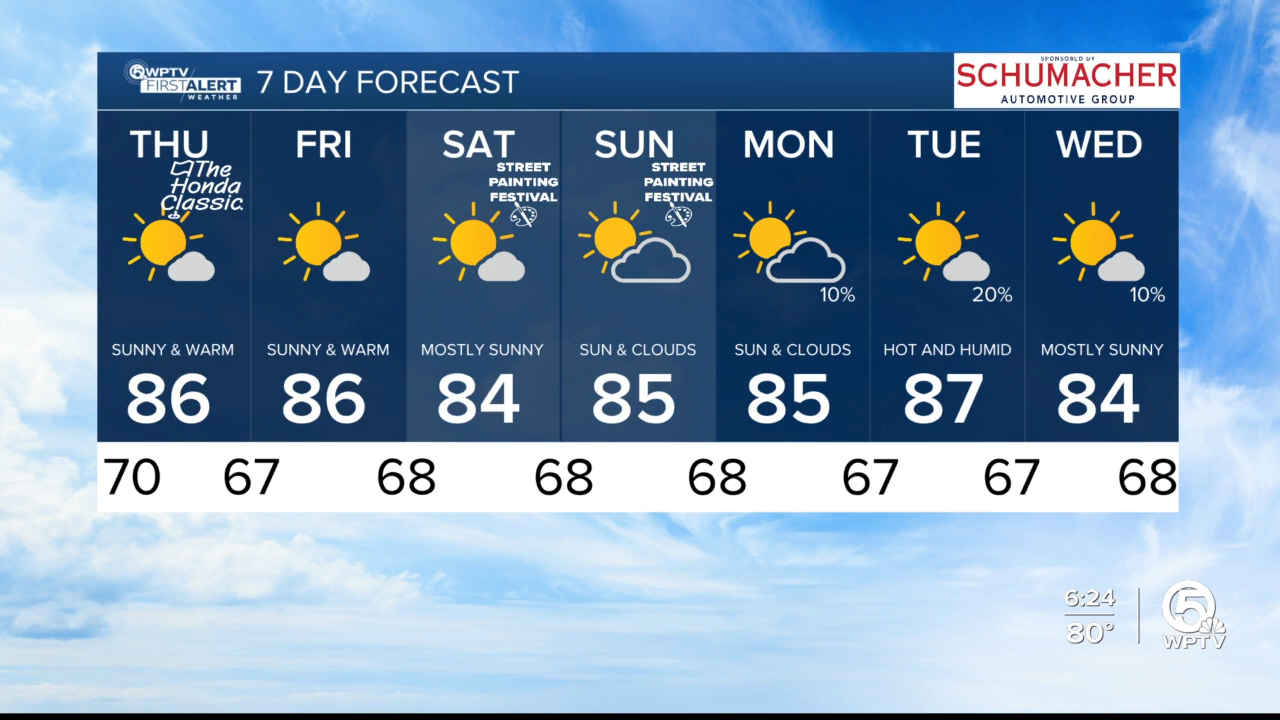 5 WPTV
FIRST ALERT
WEATHER
7 DAY FORECAST
SPONSORED BY
SCHUMACHER
AUTOMOTIVE GROUP
THU FRI SAT SUN MON TUE WED
The
Honda
Classic
STREET
PAINTING
FESTIVAL
STREET
PAINTING
FESTIVAL
10% 20% 10%
SUNNY & WARM SUNNY & WARM MOSTLY SUNNY SUN & CLOUDS SUN & CLOUDS HOT AND HUMID MOSTLY SUNNY
86 86 84 85 85 87 84
70 67 68 68 68 67 67 68
6:24
80°
5
WPTV